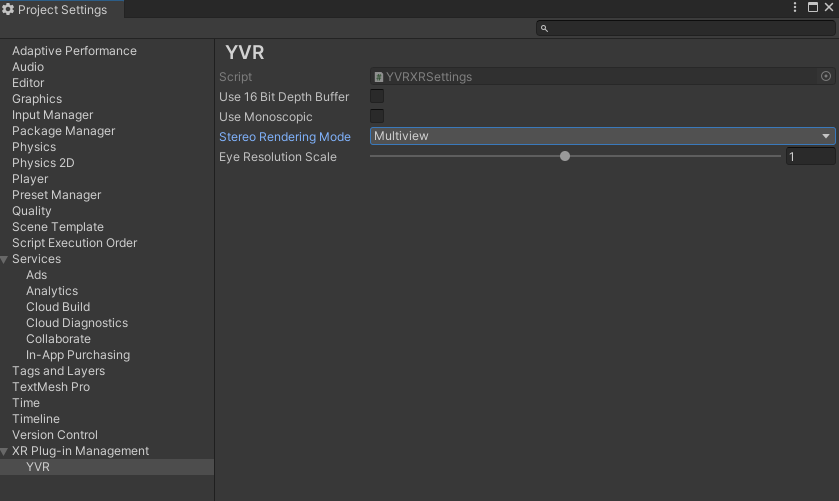 Project Settings
Adaptive Performance
Audio
Editor
Graphics
Input Manager
Package Manager
Physics
Physics 2D
Player
Preset Manager
Quality
Scene Template
Script Execution Order
Services
Ads
Analytics
Cloud Build
Cloud Diagnostics
Collaborate
In-App Purchasing
Tags and Layers
TextMesh Pro
Time
Timeline
Version Control
XR Plug-in Management
YVR
YVR
Script # YVRXRSettings
Use 16 Bit Depth Buffer
Use Monoscopic
Stereo Rendering Mode Multiview
Eye Resolution Scale 1